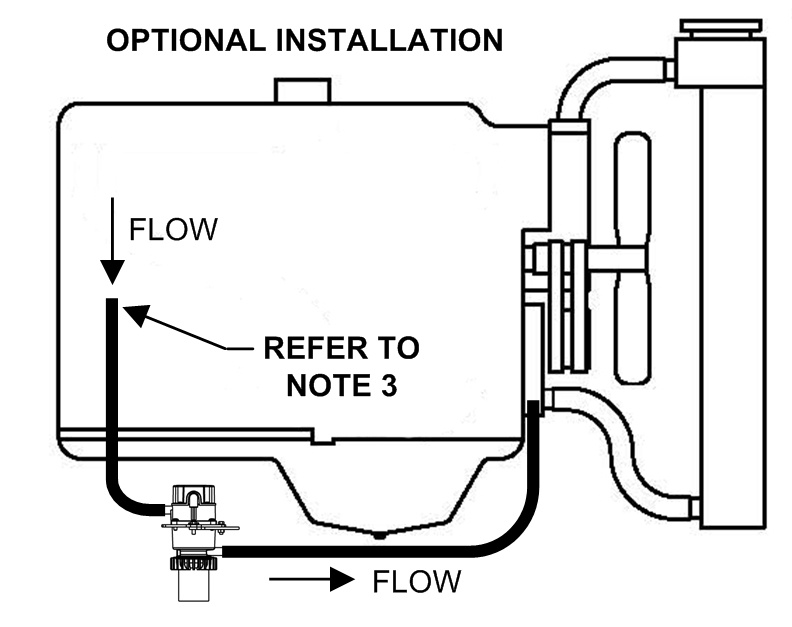 OPTIONAL INSTALLATION
FLOW
REFER TO
NOTE 3
FLOW